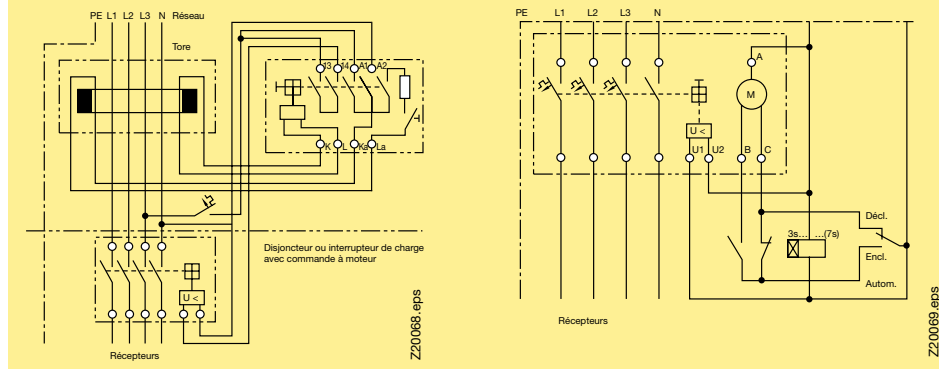 PE L1 L2 L3 N Réseau
Tore
13 14 A1 A2
K L Ka La
Disjoncteur ou interrupteur de charge
avec commande à moteur
U <
Récepteurs
Z20068.eps
PE L1 L2 L3 N
A
M
U <
U1 U2 B C
Décl.
3s... ...(7s)
Encl.
Autom.
Récepteurs
Z20069.eps